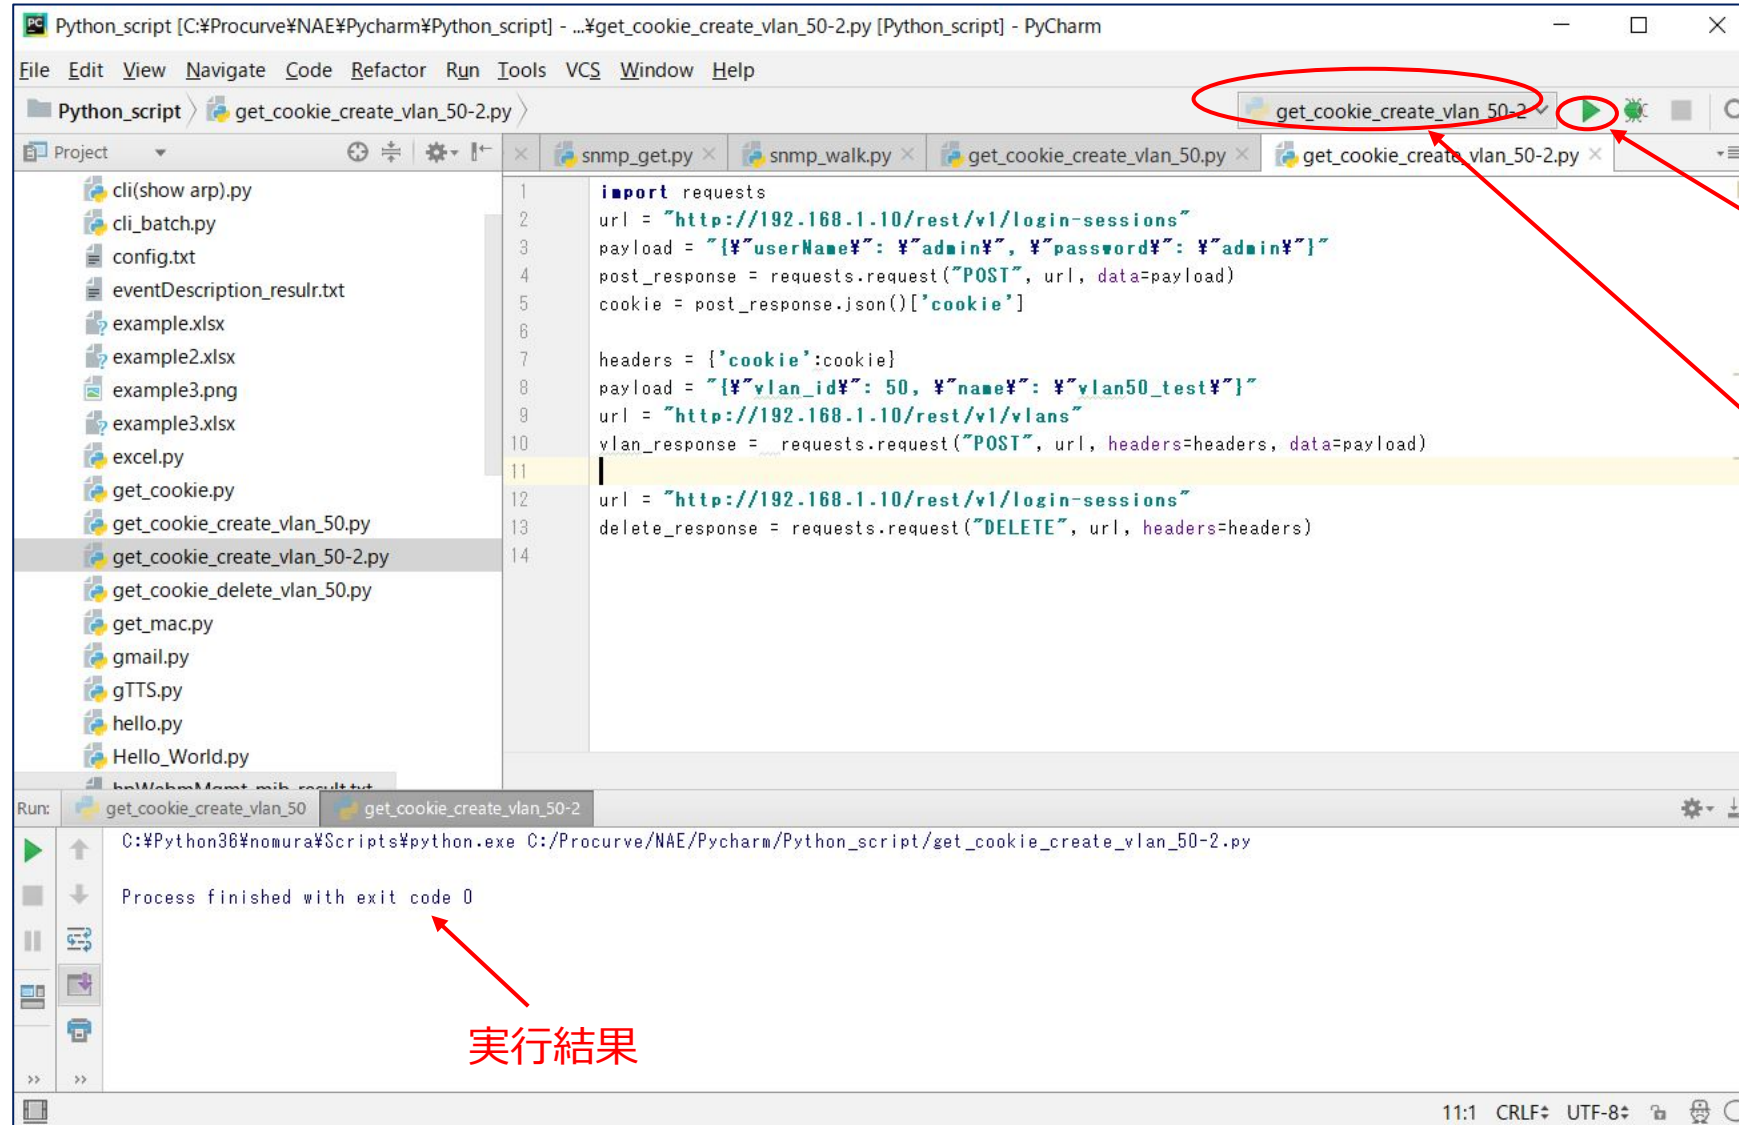 Python_script [C:¥Procurve¥NAE¥Pycharm¥Python_script] - ...¥get_cookie_create_vlan_50-2.py [Python_script] - PyCharm
File Edit View Navigate Code Refactor Run Tools VCS Window Help
Python_script get_cookie_create_vlan_50-2.py
get_cookie_create_vlan_50-2
Project
snmp_get.py snmp_walk.py get_cookie_create_vlan_50.py get_cookie_create_vlan_50-2.py
cli(show arp).py
cli_batch.py
config.txt
eventDescription_resulr.txt
example.xlsx
example2.xlsx
example3.png
example3.xlsx
excel.py
get_cookie.py
get_cookie_create_vlan_50.py
get_cookie_create_vlan_50-2.py
get_cookie_delete_vlan_50.py
get_mac.py
gmail.py
gTTS.py
hello.py
Hello_World.py
hpWebmMgmt_mib_result.txt
1 import requests
2 url = "http://192.168.1.10/rest/v1/login-sessions"
3 payload = "{¥"userName¥": ¥"admin¥", ¥"password¥": ¥"admin¥"}"
4 post_response = requests.request("POST", url, data=payload)
5 cookie = post_response.json()['cookie']
6
7 headers = {'cookie':cookie}
8 payload = "{¥"vlan_id¥": 50, ¥"name¥": ¥"vlan50_test¥"}"
9 url = "http://192.168.1.10/rest/v1/vlans"
10 vlan_response =  requests.request("POST", url, headers=headers, data=payload)
11
12 url = "http://192.168.1.10/rest/v1/login-sessions"
13 delete_response = requests.request("DELETE", url, headers=headers)
14
Run: get_cookie_create_vlan_50 get_cookie_create_vlan_50-2
C:¥Python36¥nomura¥Scripts¥python.exe C:/Procurve/NAE/Pycharm/Python_script/get_cookie_create_vlan_50-2.py
Process finished with exit code 0
実行結果
11:1 CRLF UTF-8